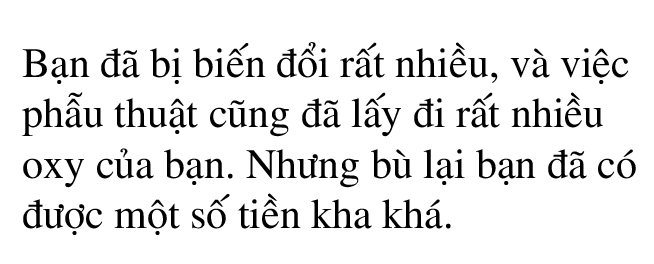 Bạn đã bị biến đổi rất nhiều, và việc
phẫu thuật cũng đã lấy đi rất nhiều
oxy của bạn. Nhưng bù lại bạn đã có
được một số tiền kha khá.